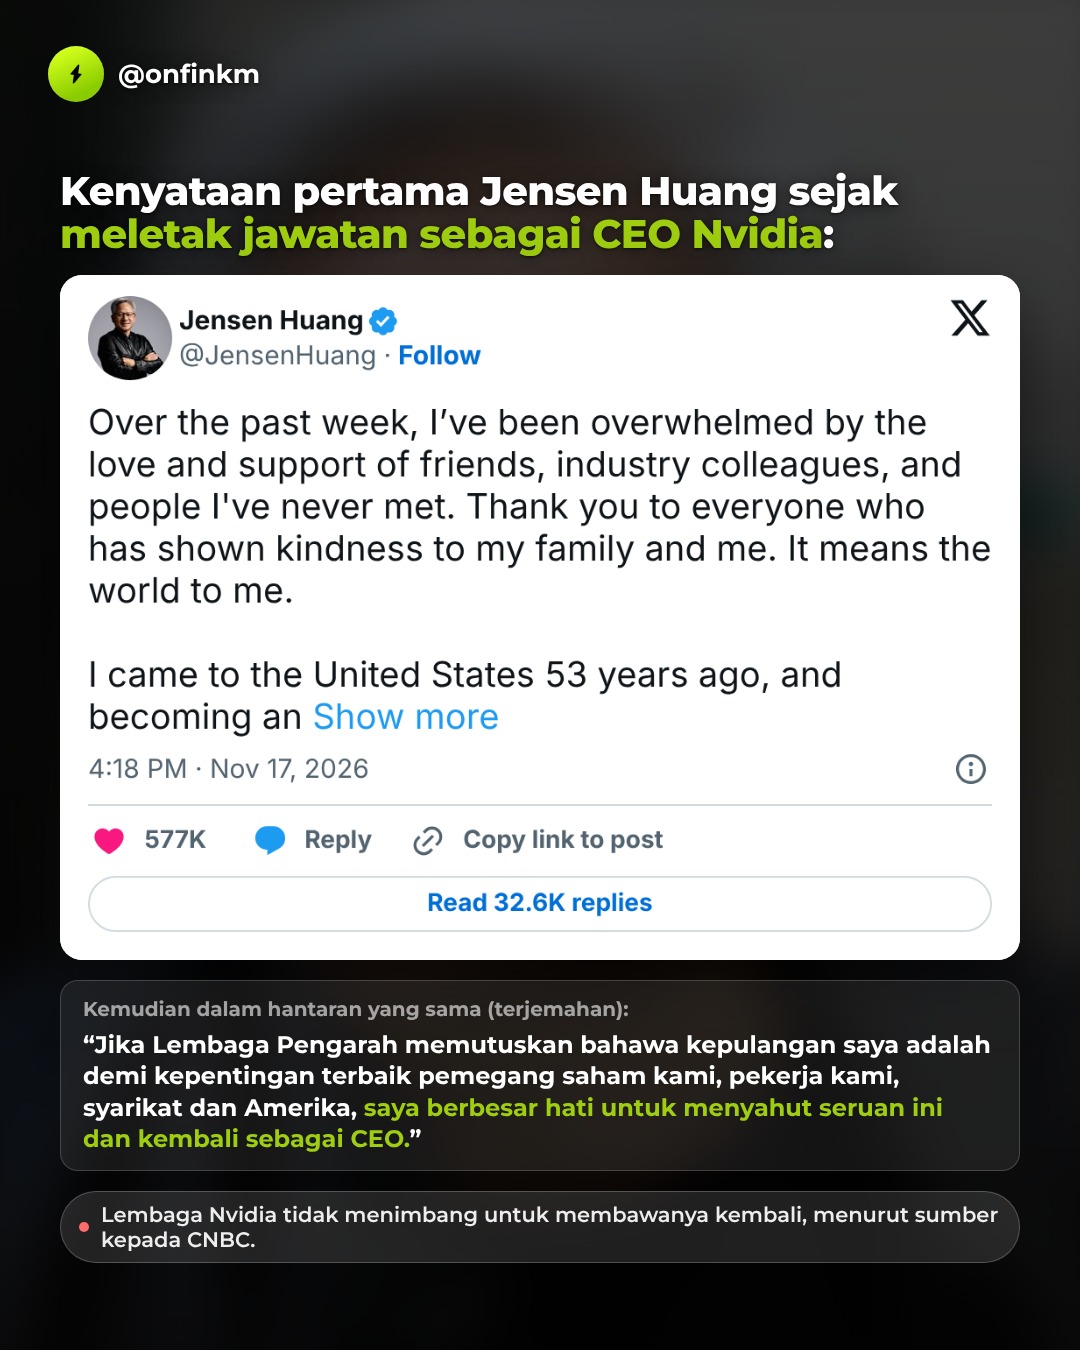 @onfinkm
Kenyataan pertama Jensen Huang sejak
meletak jawatan sebagai CEO Nvidia:
Jensen Huang
@JensenHuang · Follow
Over the past week, I’ve been overwhelmed by the
love and support of friends, industry colleagues, and
people I've never met. Thank you to everyone who
has shown kindness to my family and me. It means the
world to me.
I came to the United States 53 years ago, and
becoming an Show more
4:18 PM · Nov 17, 2026
577K Reply Copy link to post
Read 32.6K replies
Kemudian dalam hantaran yang sama (terjemahan):
“Jika Lembaga Pengarah memutuskan bahawa kepulangan saya adalah
demi kepentingan terbaik pemegang saham kami, pekerja kami,
syarikat dan Amerika, saya berbesar hati untuk menyahut seruan ini
dan kembali sebagai CEO.”
Lembaga Nvidia tidak menimbang untuk membawanya kembali, menurut sumber
kepada CNBC.